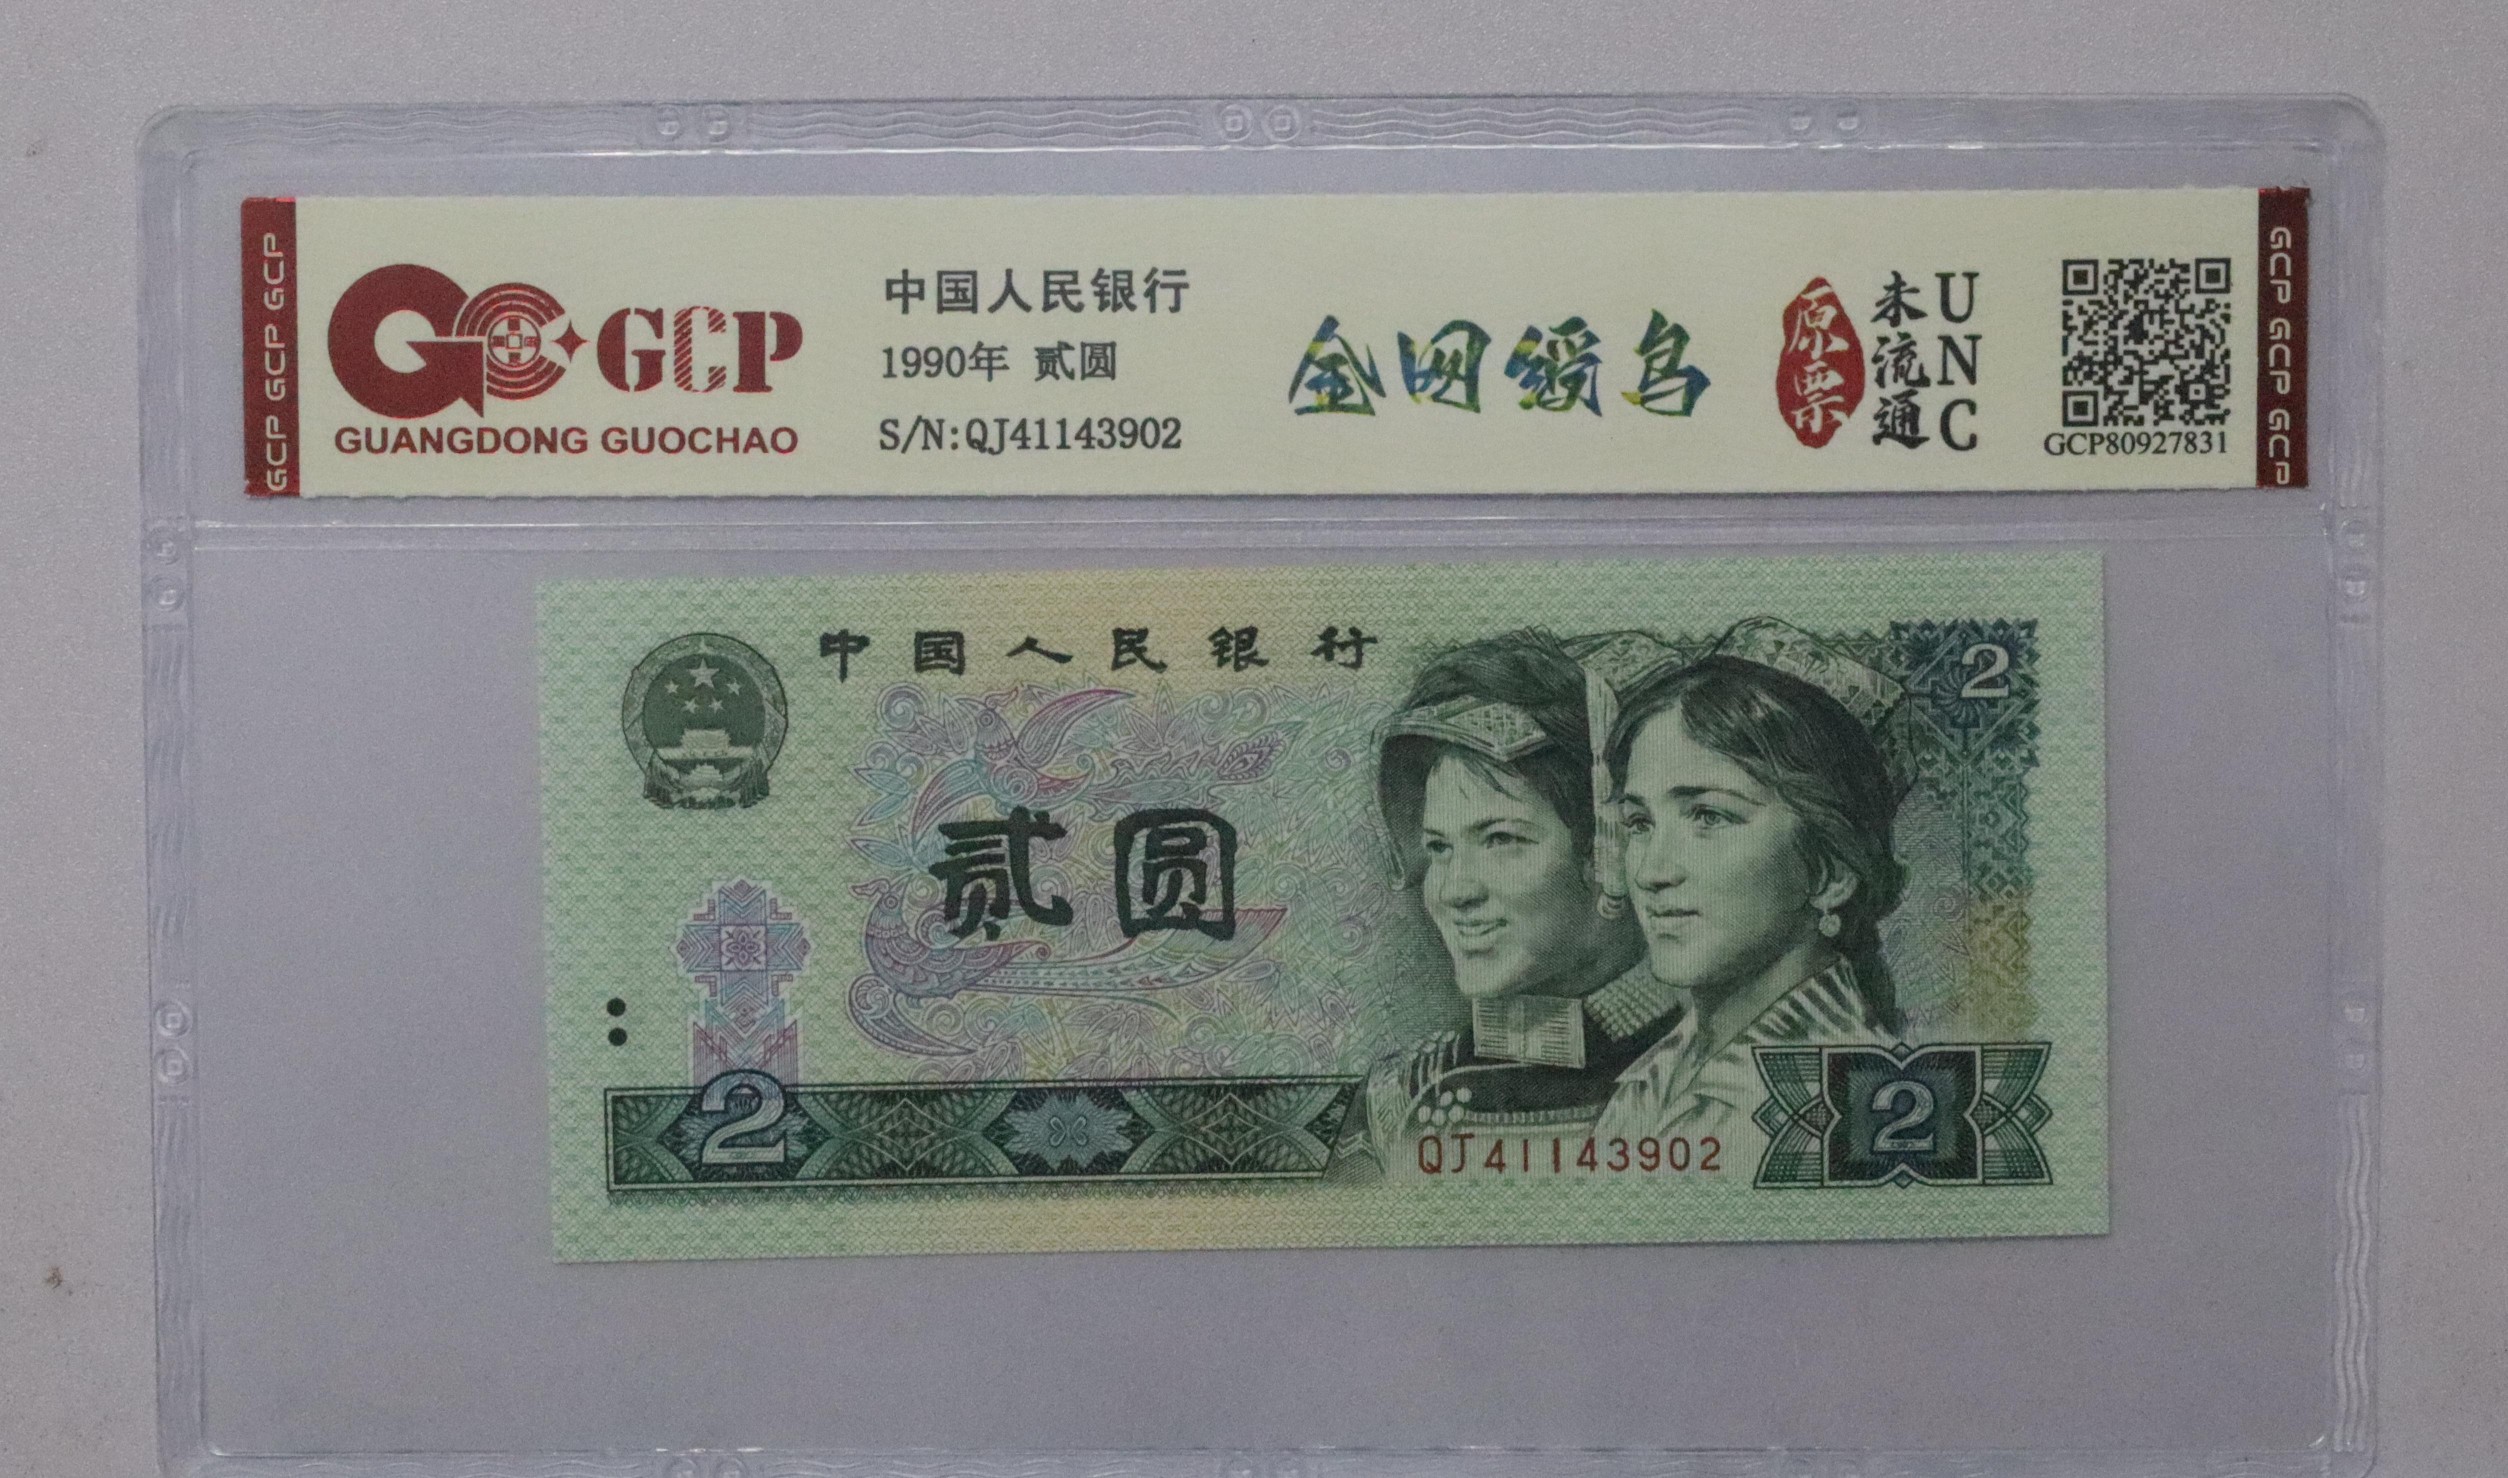 GCP GCP GCP
GCP
GUANGDONG GUOCHAO
中国人民银行
1990年 贰圆
S/N:QJ41143902
金网绶鸟
原票
未流通
UNC
GCP80927831
GCP GCP GCP
中国人民银行
2
贰圆
2
QJ41143902
2